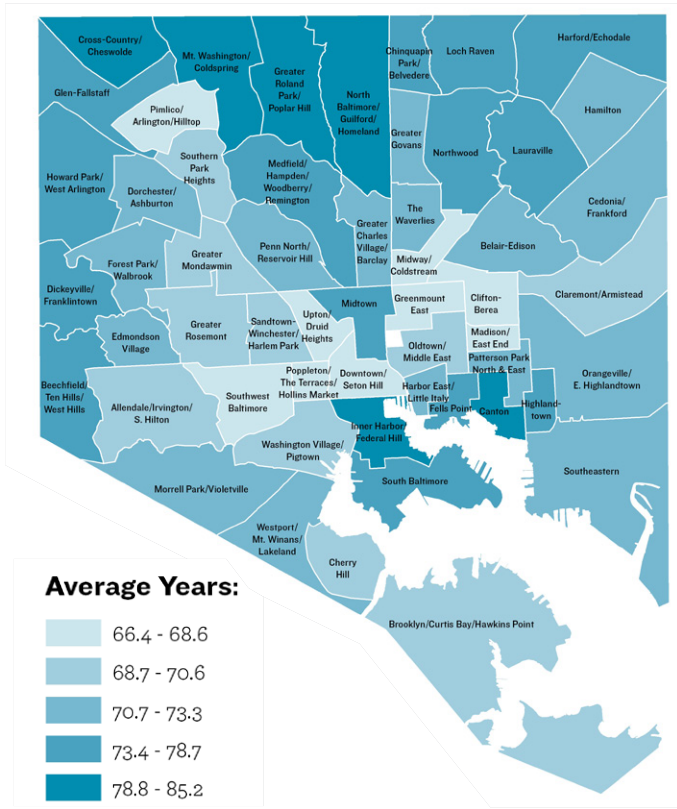 Cross-Country/
Cheswolde
Mt. Washington/
Coldspring
Greater
Roland
Park/
Poplar Hill
North
Baltimore/
Guilford/
Homeland
Chinquapin
Park/
Belvedere
Loch Raven
Harford/Echodale
Glen-Fallstaff
Pimlico/
Arlington/Hilltop
Hamilton
Greater
Govans
Northwood
Lauraville
Southern
Park
Heights
Howard Park/
West Arlington
Dorchester/
Ashburton
Medfield/
Hampden/
Woodberry/
Remington
Cedonia/
Frankford
The
Waverlies
Greater
Charles
Village/
Barclay
Belair-Edison
Penn North/
Reservoir Hill
Greater
Mondawmin
Forest Park/
Walbrook
Midway/
Coldstream
Dickeyville/
Franklintown
Claremont/Armistead
Midtown
Greenmount
East
Clifton-
Berea
Greater
Rosemont
Sandtown-
Winchester/
Harlem Park
Upton/
Druid
Heights
Edmondson
Village
Madison/
East End
Oldtown/
Middle East
Patterson Park
North & East
Orangeville/
E. Highlandtown
Beechfield/
Ten Hills/
West Hills
Poppleton/
The Terraces/
Hollins Market
Downtown/
Seton Hill
Harbor East/
Little Italy
Fells Point
Canton
Highland-
town
Allendale/Irvington/
S. Hilton
Southwest
Baltimore
Inner Harbor/
Federal Hill
Washington Village/
Pigtown
Southeastern
South Baltimore
Morrell Park/Violetville
Westport/
Mt. Winans/
Lakeland
Cherry
Hill
Brooklyn/Curtis Bay/Hawkins Point
Average Years:
66.4 - 68.6
68.7 - 70.6
70.7 - 73.3
73.4 - 78.7
78.8 - 85.2